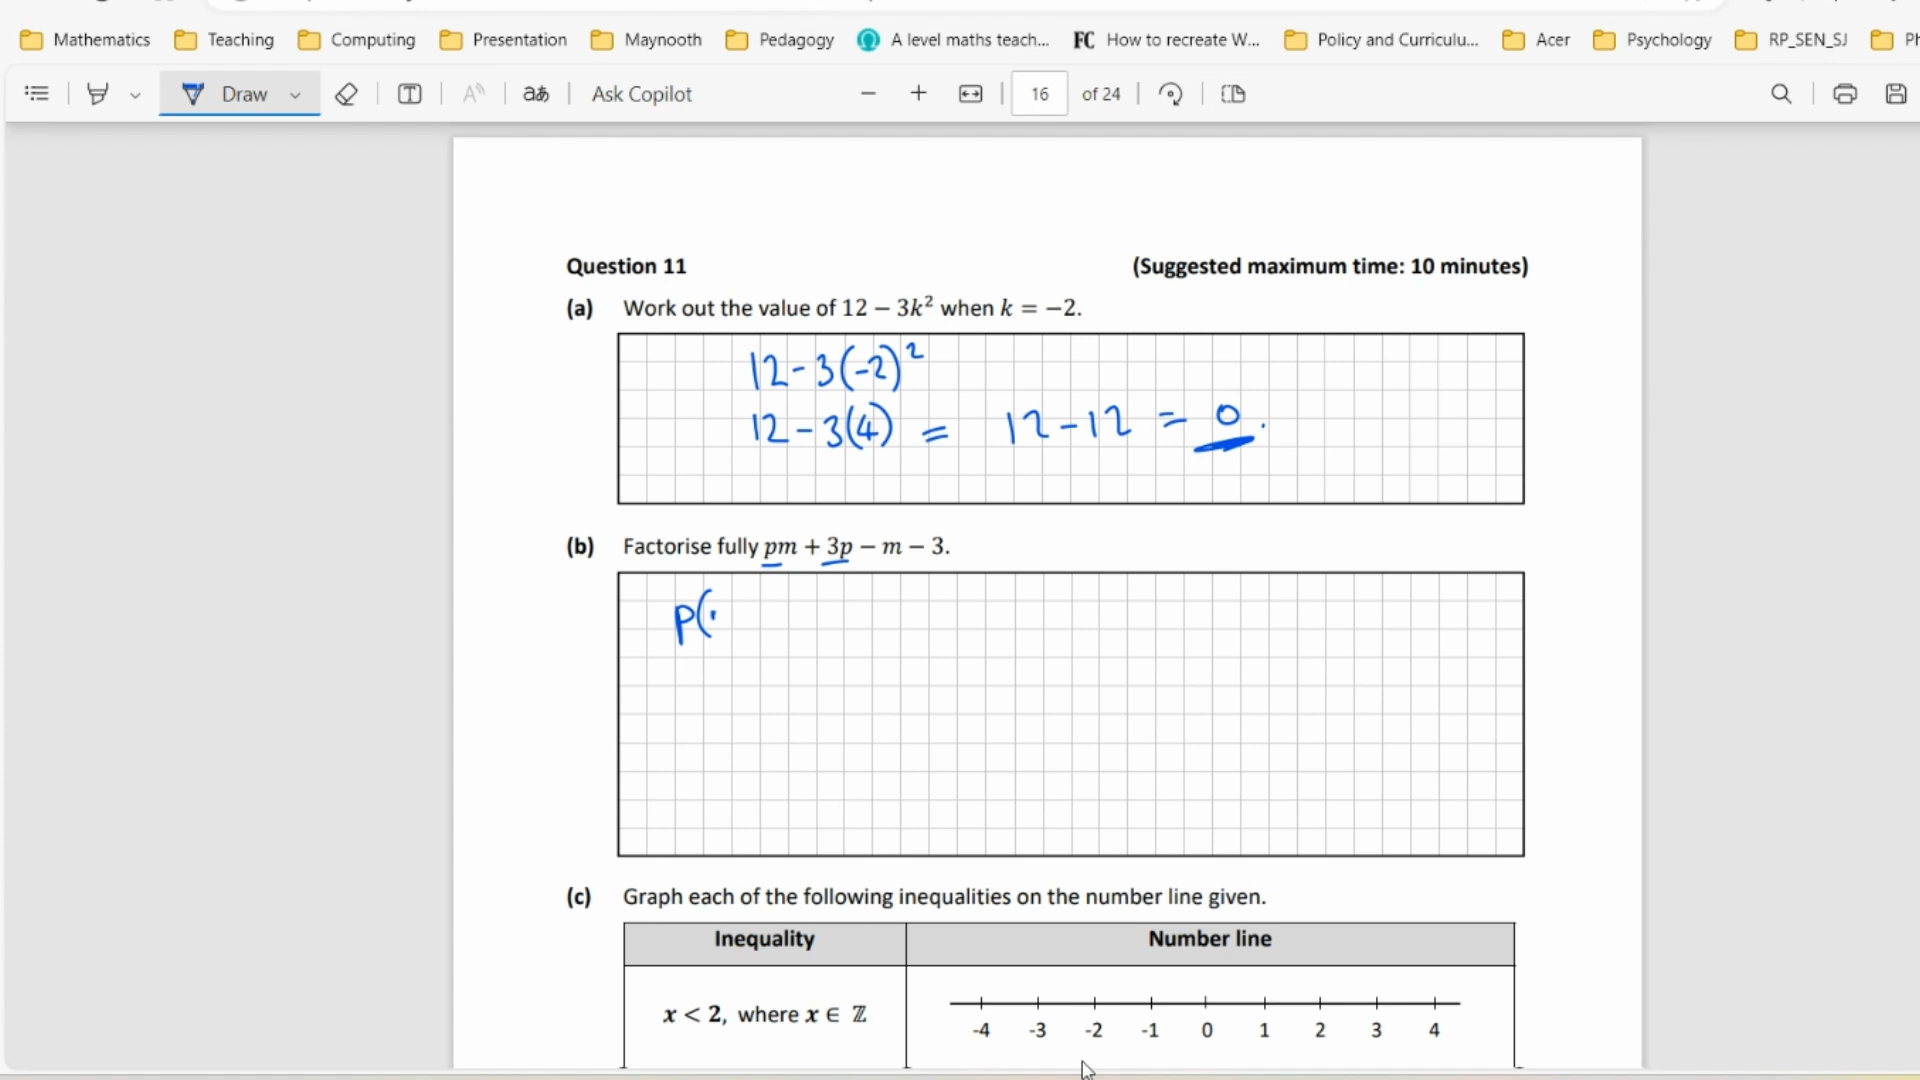 Mathematics Teaching Computing Presentation Maynooth Pedagogy A level maths teach... FC How to recreate W... Policy and Curriculu... Acer Psychology RP_SEN_SJ Ph
Draw aあ Ask Copilot 16 of 24
Question 11 (Suggested maximum time: 10 minutes)
(a) Work out the value of 12 − 3k² when k = −2.
12-3(-2)²
12-3(4) = 12-12 = 0.
(b) Factorise fully pm + 3p − m − 3.
p(
(c) Graph each of the following inequalities on the number line given.
Inequality Number line
x < 2, where x ∈ ℤ
-4 -3 -2 -1 0 1 2 3 4